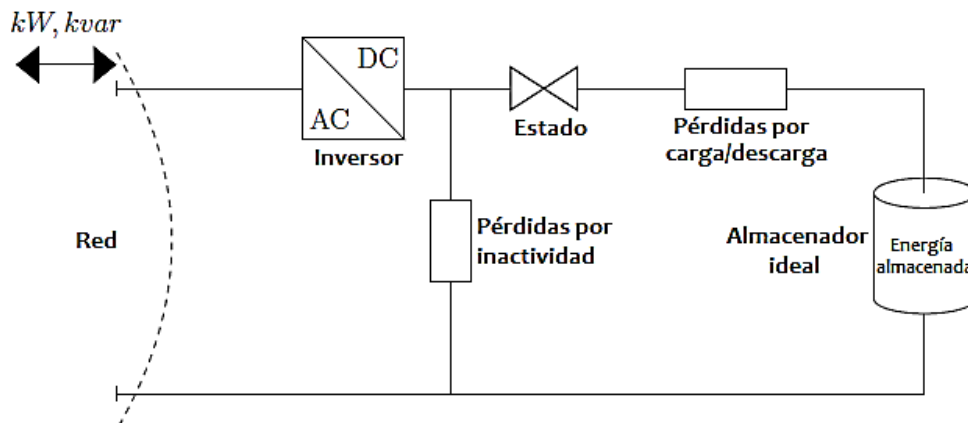 kW, kvar
DC
AC
Inversor
Estado
Pérdidas por
carga/descarga
Red
Pérdidas por
inactividad
Almacenador
ideal
Energía
almacenada